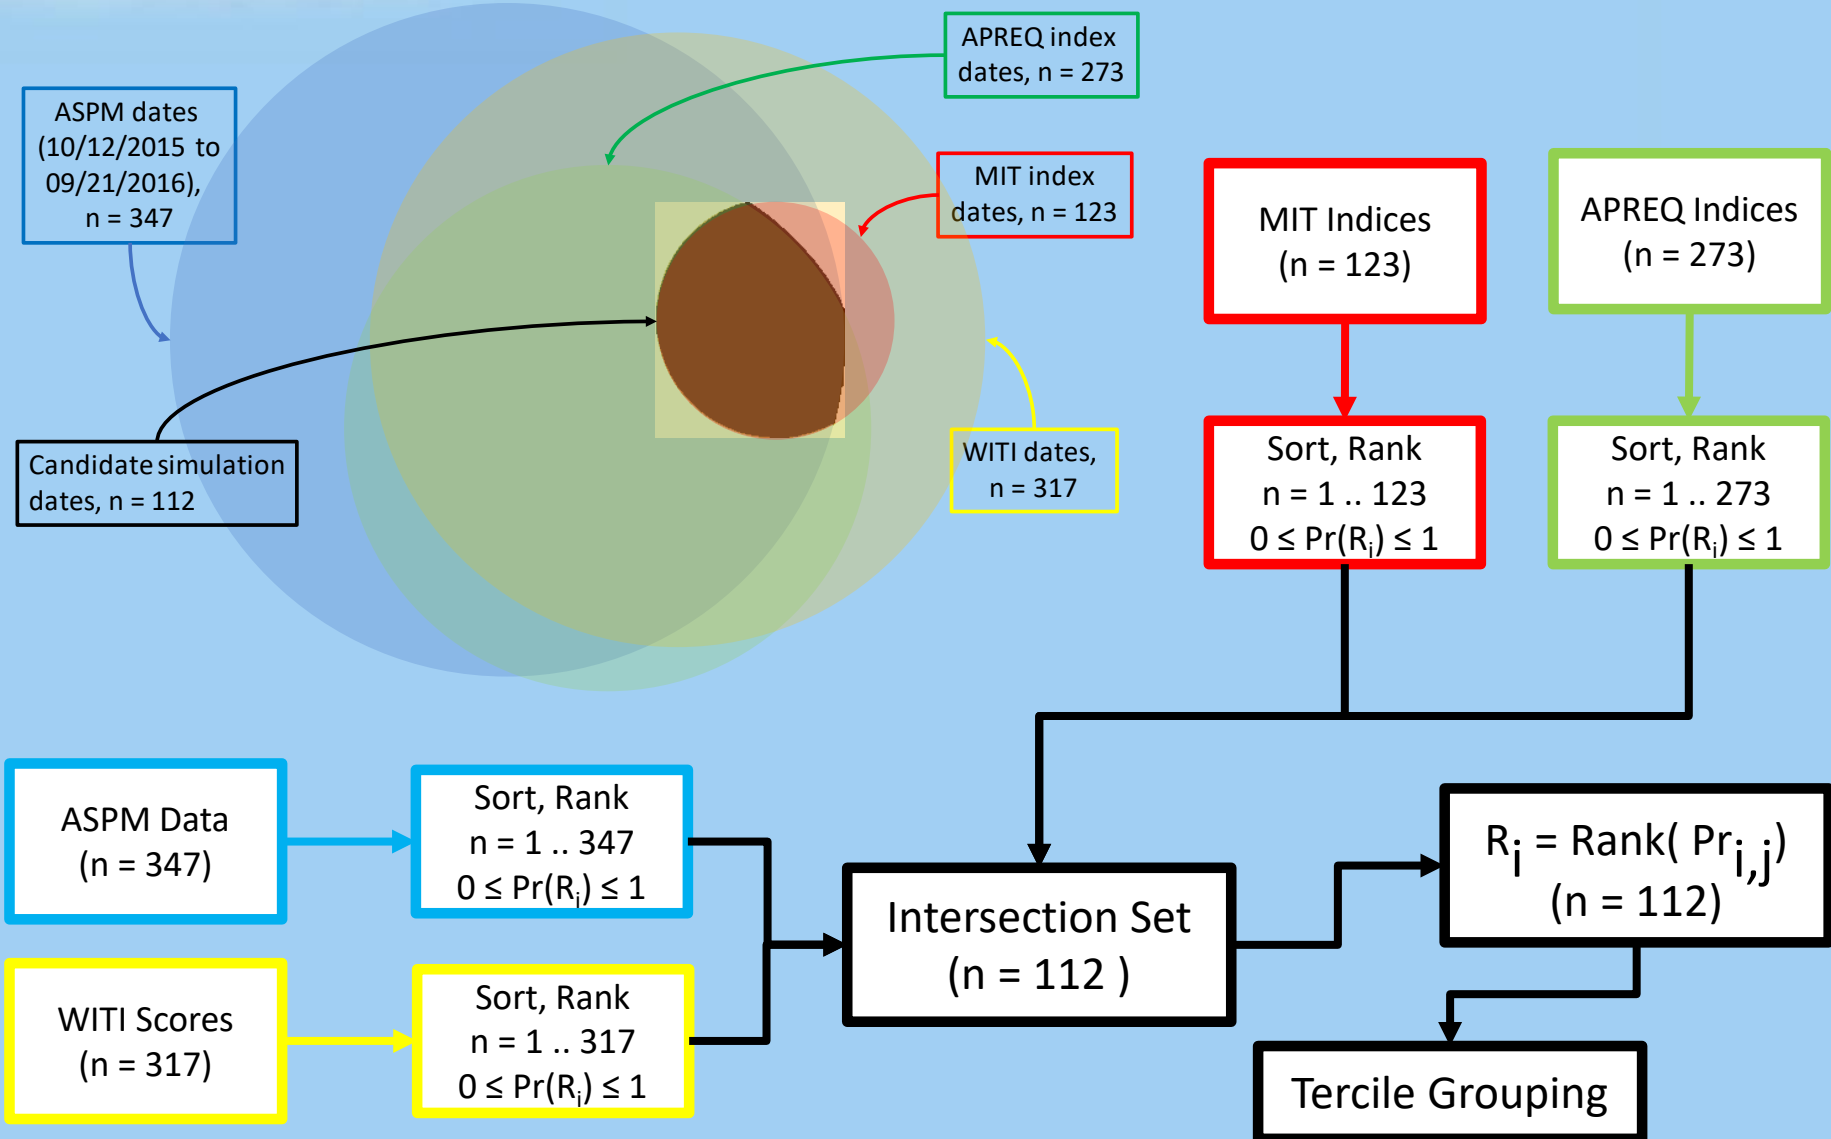 APREQ index
dates, n = 273
ASPM dates
(10/12/2015 to
09/21/2016),
n = 347
MIT index
dates, n = 123
Candidate simulation
dates, n = 112
WITI dates,
n = 317
MIT Indices
(n = 123)
APREQ Indices
(n = 273)
Sort, Rank
n = 1 .. 123
0 ≤ Pr(Rᵢ) ≤ 1
Sort, Rank
n = 1 .. 273
0 ≤ Pr(Rᵢ) ≤ 1
ASPM Data
(n = 347)
Sort, Rank
n = 1 .. 347
0 ≤ Pr(Rᵢ) ≤ 1
WITI Scores
(n = 317)
Sort, Rank
n = 1 .. 317
0 ≤ Pr(Rᵢ) ≤ 1
Intersection Set
(n = 112 )
Rᵢ = Rank( Prᵢ,ⱼ)
(n = 112)
Tercile Grouping